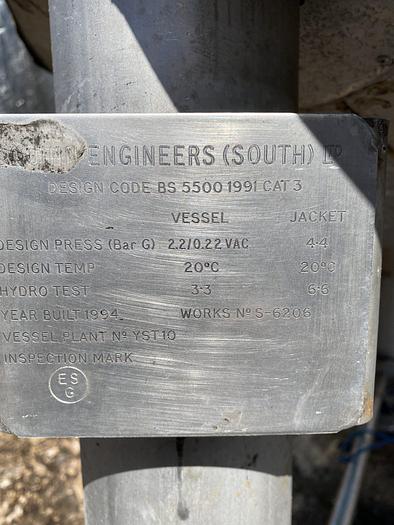 ENGINEERS (SOUTH) LTD
DESIGN CODE BS 5500 1991 CAT 3
VESSEL JACKET
DESIGN PRESS (Bar G) 2.2/0.22 VAC 4.4
DESIGN TEMP 20°C 20°C
HYDRO TEST 3.3 6.6
YEAR BUILT 1994 WORKS Nº S-6206
VESSEL PLANT Nº YST10
INSPECTION MARK
ES
G